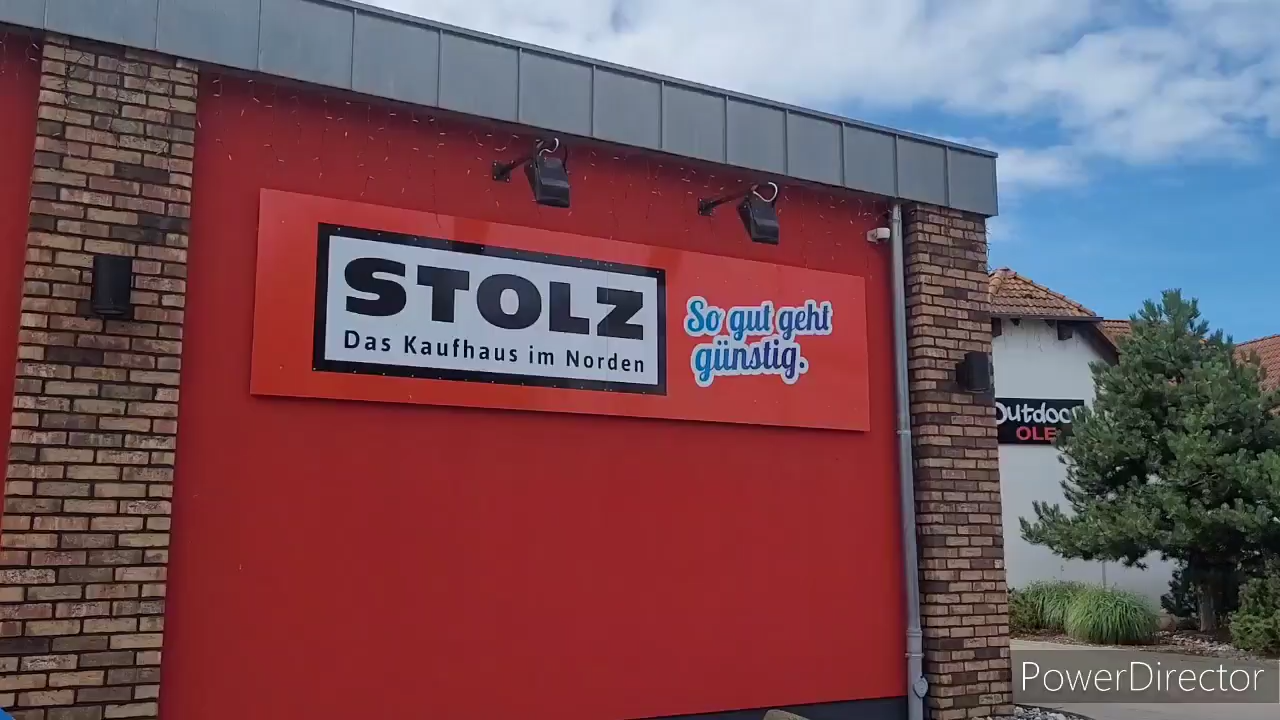 STOLZ
Das Kaufhaus im Norden
So gut geht
günstig.
Outdoor
OLE
PowerDirector